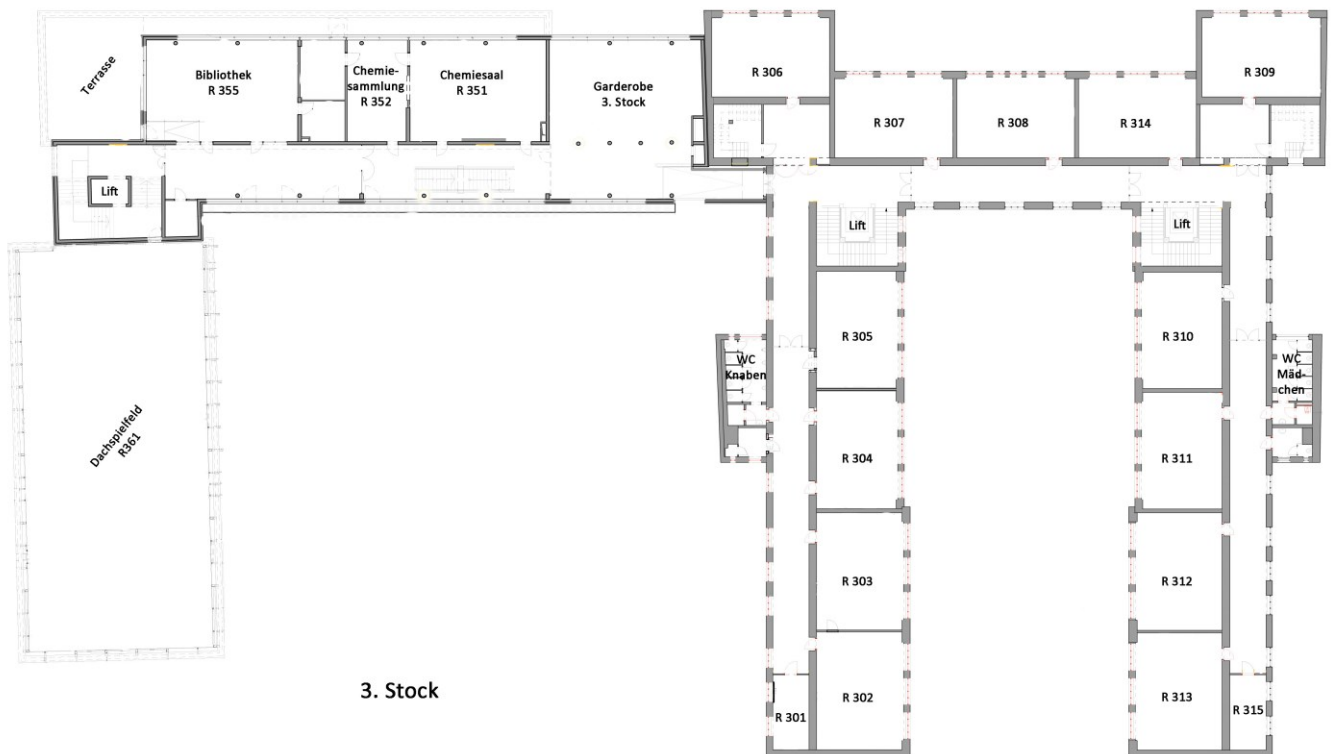 Terrasse
Bibliothek
R 355
Chemie-
sammlung
R 352
Chemiesaal
R 351
Garderobe
3. Stock
R 306
R 307
R 308
R 314
R 309
Lift
Lift
Lift
R 305
R 310
WC
Knaben
WC
Mäd-
chen
Dachspielfeld
R361
R 304
R 311
R 303
R 312
3. Stock
R 301
R 302
R 313
R 315